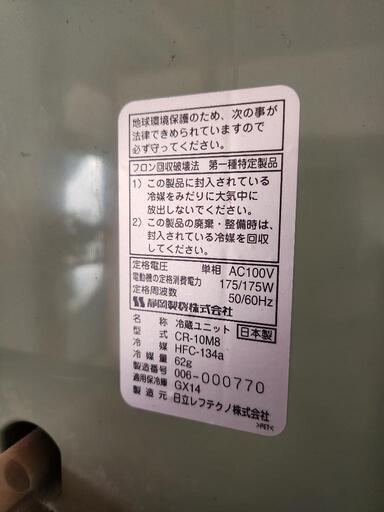 地球環境保護のため、次の事が
法律できめられていますので
必ず守ってください。
フロン回収破壊法 第一種特定製品
1）この製品に封入されている
冷媒をみだりに大気中に
放出しないでください。
2）この製品の廃棄・整備時は、
封入されている冷媒を回収
してください。
定格電圧 単相 AC100V
電動機の定格消費電力 175/175W
定格周波数 50/60Hz
静岡製機株式会社
名称 冷蔵ユニット 日本製
型式 CR-10M8
冷媒 HFC-134a
冷媒量 62g
製造番号 006-000770
適用保冷庫 GX14
製造元 日立レフテクノ株式会社
>PET<